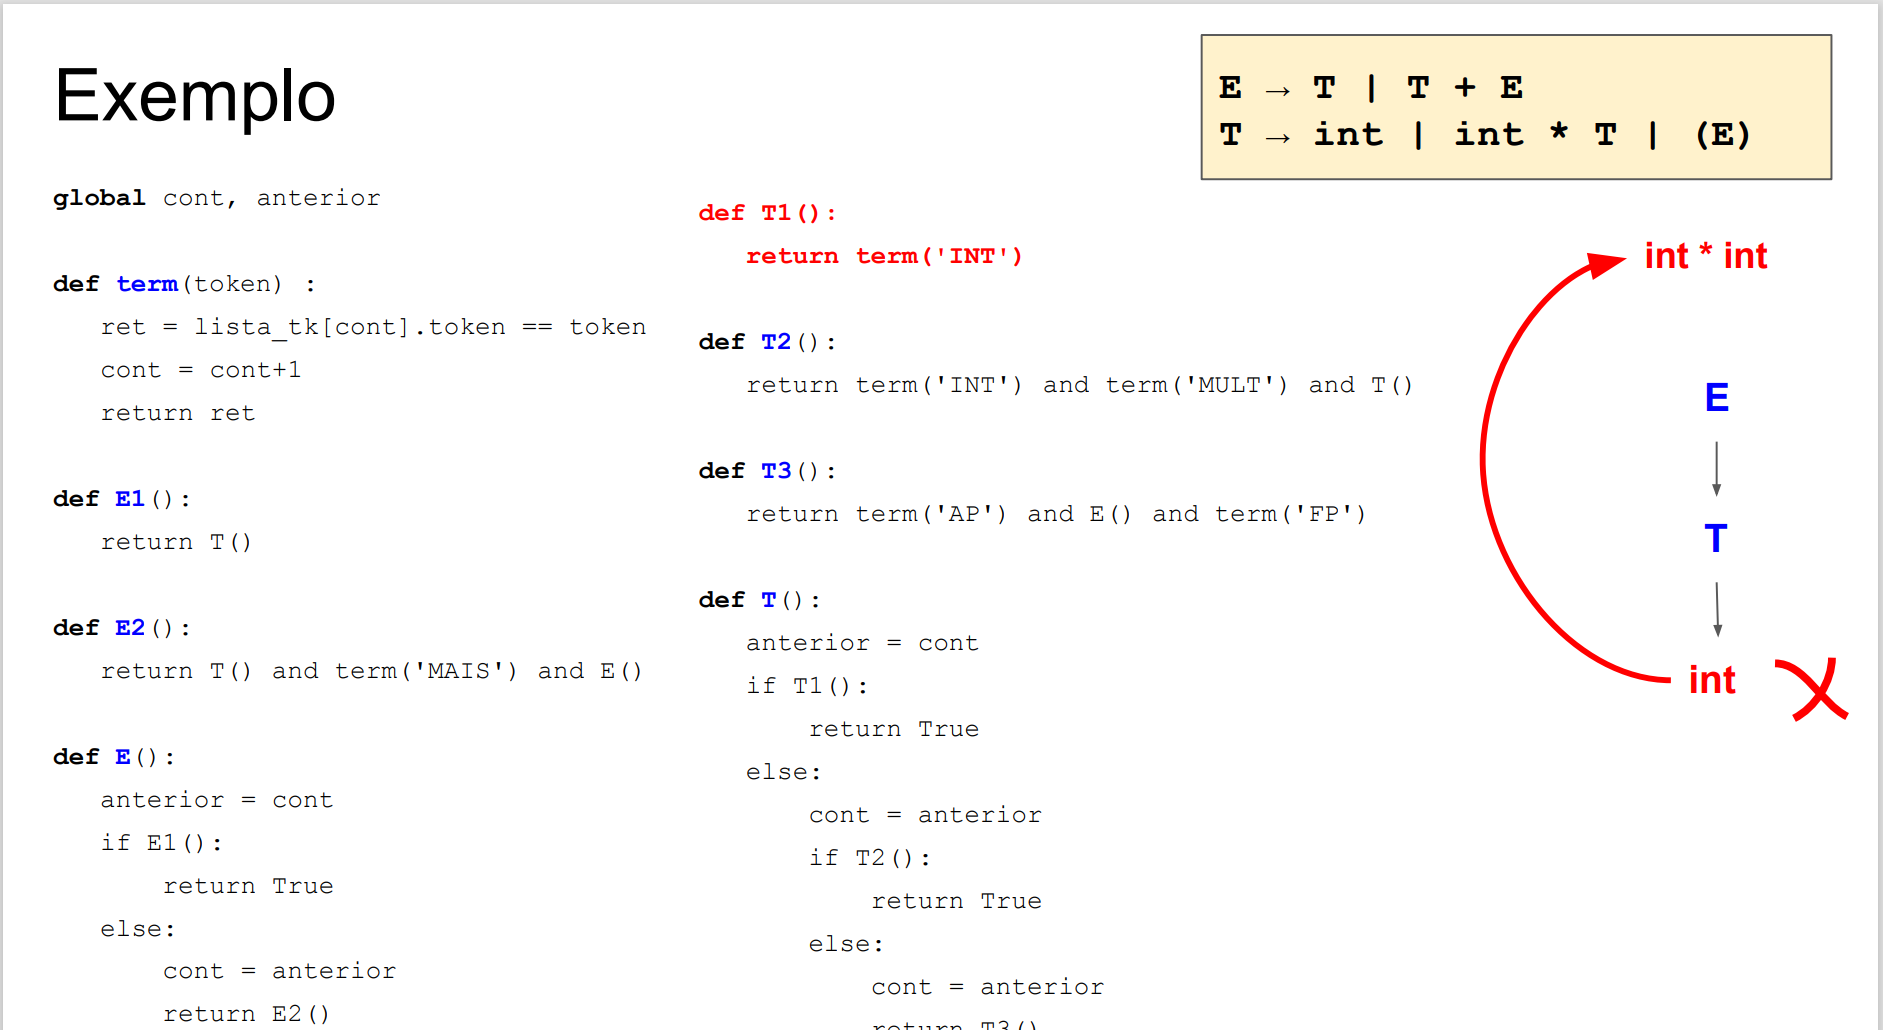 Exemplo
E → T | T + E
T → int | int * T | (E)
global cont, anterior
def term(token) :
ret = lista_tk[cont].token == token
cont = cont+1
return ret
def E1():
return T()
def E2():
return T() and term('MAIS') and E()
def E():
anterior = cont
if E1():
return True
else:
cont = anterior
return E2()
def T1():
return term('INT')
def T2():
return term('INT') and term('MULT') and T()
def T3():
return term('AP') and E() and term('FP')
def T():
anterior = cont
if T1():
return True
else:
cont = anterior
if T2():
return True
else:
cont = anterior
return T3()
int * int
E
T
int